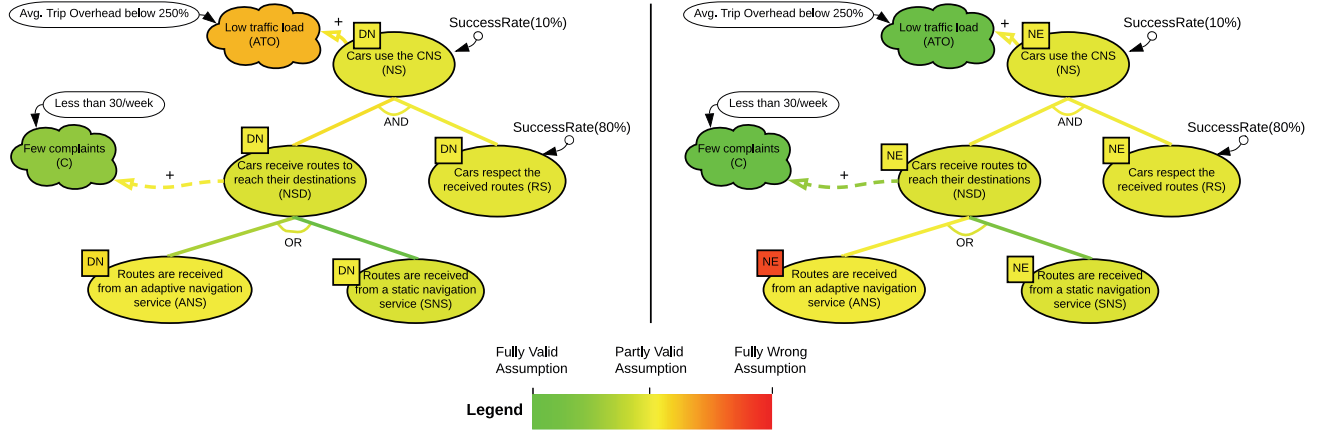 Avg. Trip Overhead below 250%
Low traffic load
(ATO)
+
DN
SuccessRate(10%)
Cars use the CNS
(NS)
Less than 30/week
AND
Few complaints
(C)
+
DN
Cars receive routes to
reach their destinations
(NSD)
DN
SuccessRate(80%)
Cars respect the
received routes (RS)
OR
DN
Routes are received
from an adaptive navigation
service (ANS)
DN
Routes are received
from a static navigation
service (SNS)
Avg. Trip Overhead below 250%
Low traffic load
(ATO)
+
NE
SuccessRate(10%)
Cars use the CNS
(NS)
Less than 30/week
AND
Few complaints
(C)
+
NE
Cars receive routes to
reach their destinations
(NSD)
NE
SuccessRate(80%)
Cars respect the
received routes (RS)
OR
NE
Routes are received
from an adaptive navigation
service (ANS)
NE
Routes are received
from a static navigation
service (SNS)
Fully Valid
Assumption
Partly Valid
Assumption
Fully Wrong
Assumption
Legend